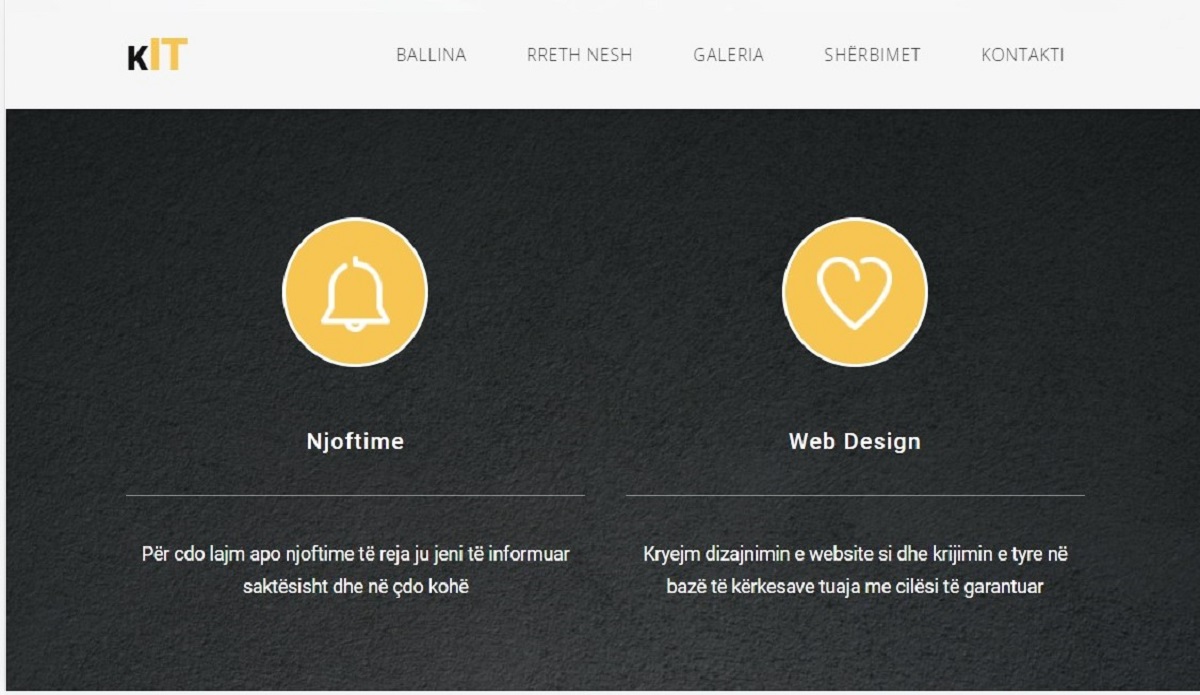 KIT
BALLINA RRETH NESH GALERIA SHËRBIMET KONTAKTI
Njoftime
Për cdo lajm apo njoftime të reja ju jeni të informuar
saktësisht dhe në çdo kohë
Web Design
Kryejm dizajnimin e website si dhe krijimin e tyre në
bazë të kërkesave tuaja me cilësi të garantuar